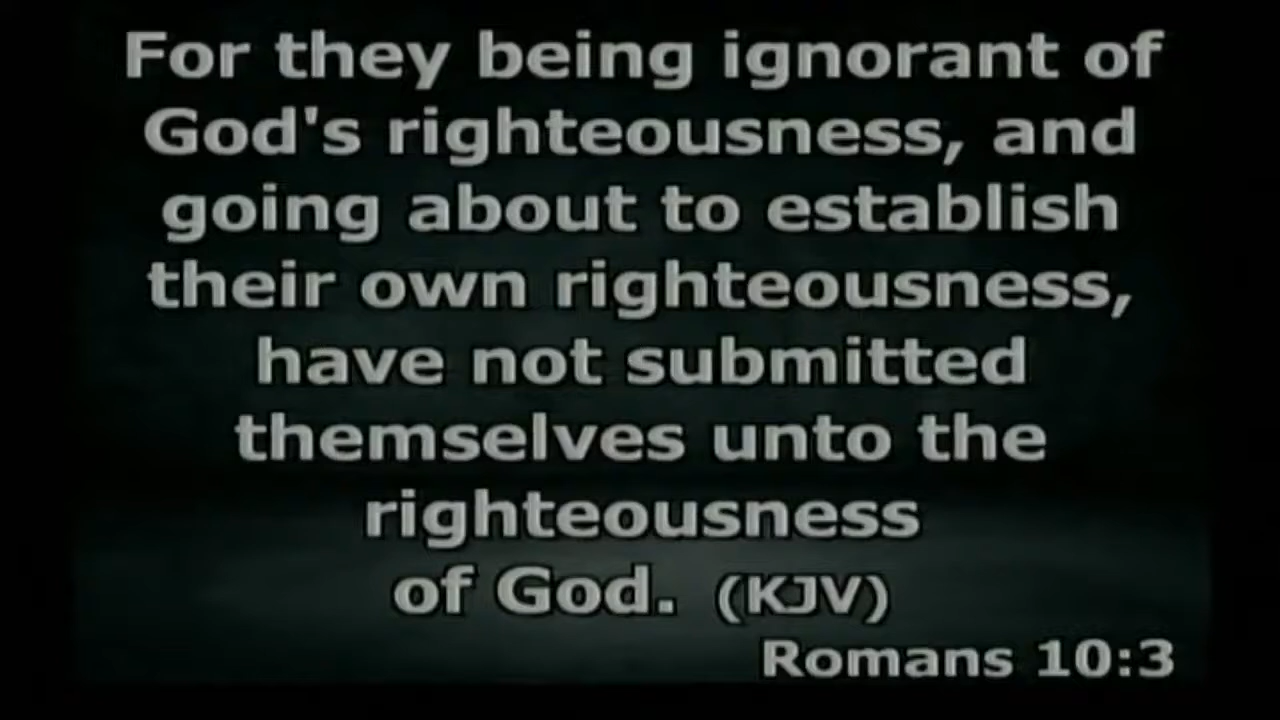 For they being ignorant of
God's righteousness, and
going about to establish
their own righteousness,
have not submitted
themselves unto the
righteousness
of God. (KJV)
Romans 10:3